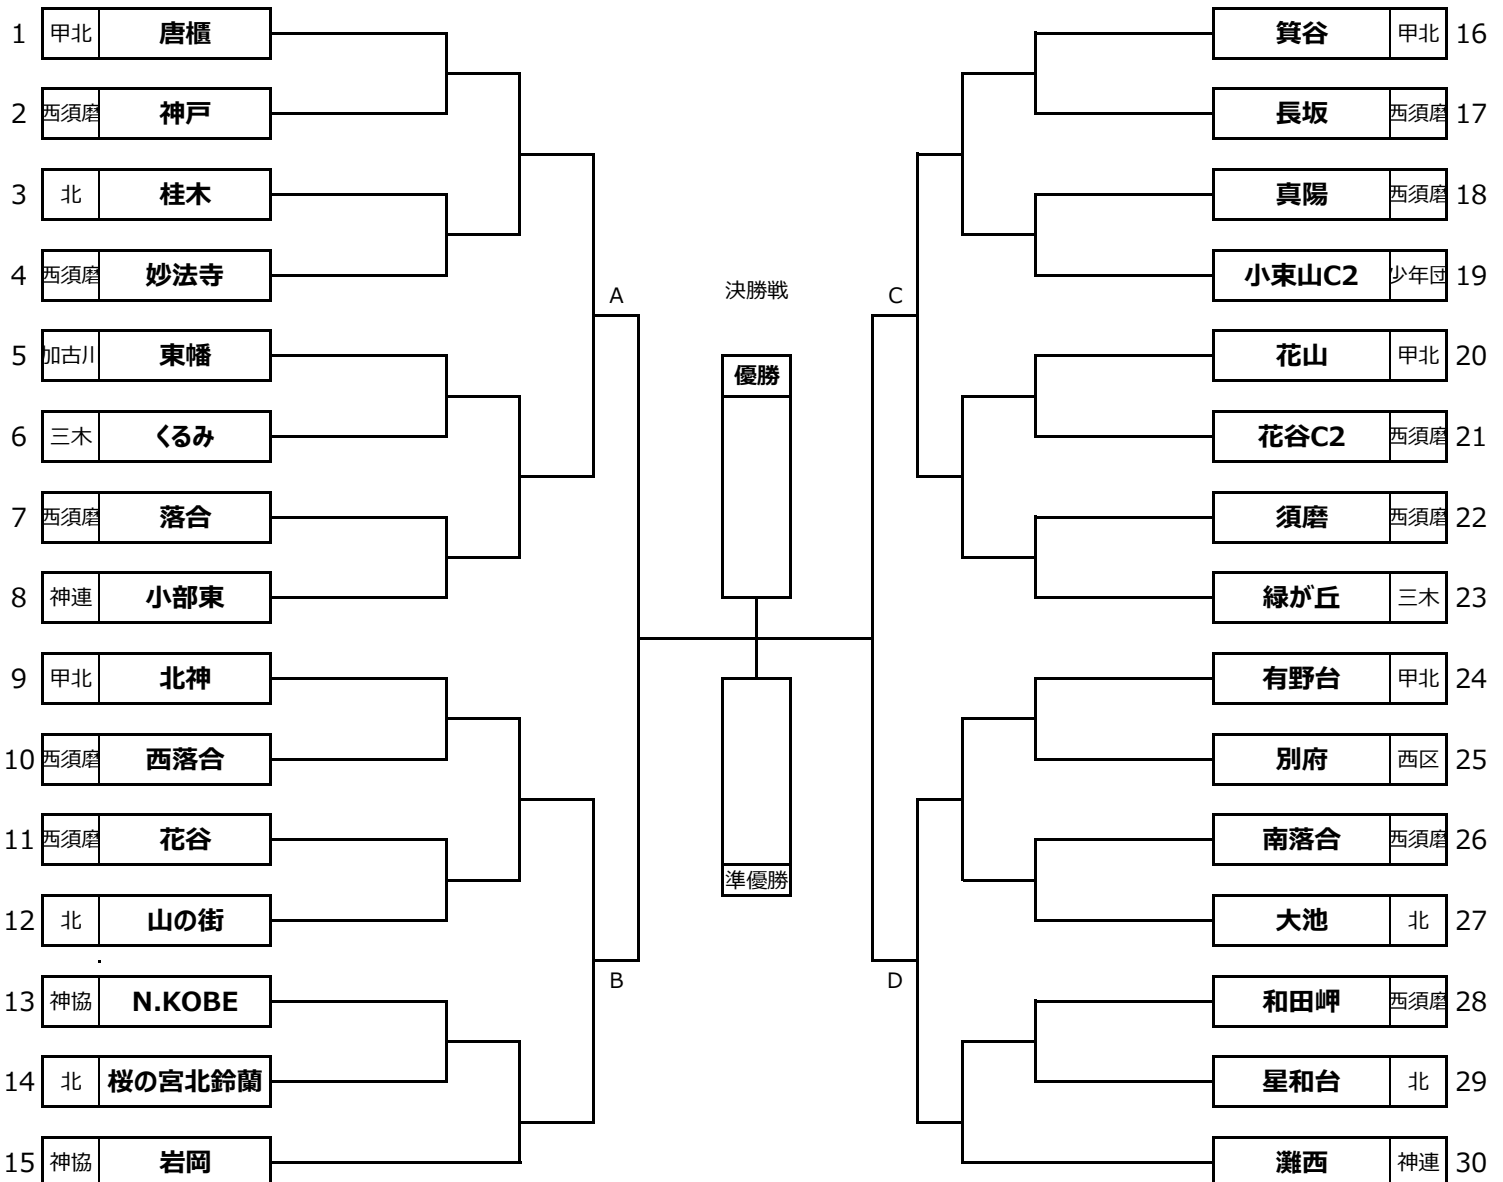 1 甲北 唐櫃
2 西須磨 神戸
3 北 桂木
4 西須磨 妙法寺
5 加古川 東幡
6 三木 くるみ
7 西須磨 落合
8 神連 小部東
9 甲北 北神
10 西須磨 西落合
11 西須磨 花谷
12 北 山の街
13 神協 N.KOBE
14 北 桜の宮北鈴蘭
15 神協 岩岡
A
B
決勝戦
優勝
準優勝
C
D
箕谷 甲北 16
長坂 西須磨 17
真陽 西須磨 18
小束山C2 少年団 19
花山 甲北 20
花谷C2 西須磨 21
須磨 西須磨 22
緑が丘 三木 23
有野台 甲北 24
別府 西区 25
南落合 西須磨 26
大池 北 27
和田岬 西須磨 28
星和台 北 29
灘西 神連 30